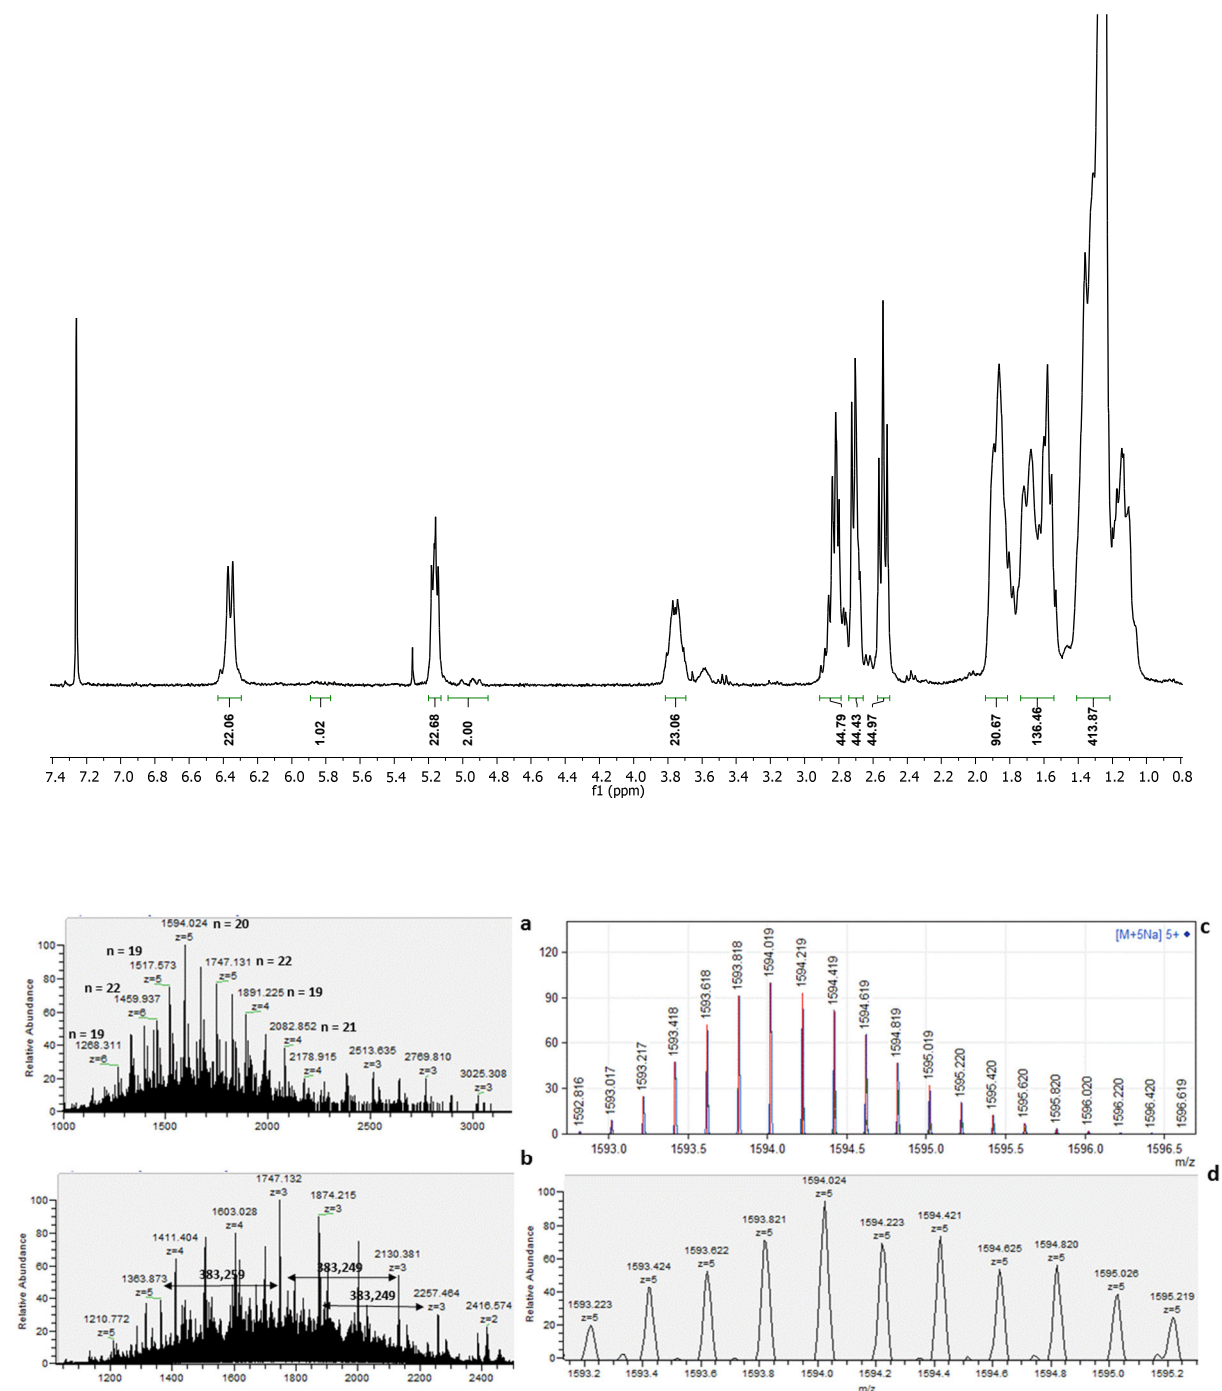 22.06
1.02
22.68
2.00
23.06
44.79
44.43
44.97
90.67
136.46
413.87
7.4 7.2 7.0 6.8 6.6 6.4 6.2 6.0 5.8 5.6 5.4 5.2 5.0 4.8 4.6 4.4 4.2 4.0 3.8 3.6 3.4 3.2 3.0 2.8 2.6 2.4 2.2 2.0 1.8 1.6 1.4 1.2 1.0 0.8
f1 (ppm)
a
1594.024 n = 20
z=5
n = 19
1517.573
z=5
1747.131 n = 22
z=5
n = 22
1459.937
z=6
1891.225 n = 19
z=4
n = 19
1268.311
z=6
2082.852 n = 21
z=4
2178.915
z=4
2513.635
z=3
2769.810
z=3
3025.308
z=3
Relative Abundance
100
80
60
40
20
0
1000 1500 2000 2500 3000
c
[M+5Na] 5+
120
90
60
30
0
1592.816
1593.017
1593.217
1593.418
1593.618
1593.818
1594.019
1594.219
1594.419
1594.619
1594.819
1595.019
1595.220
1595.420
1595.620
1595.820
1596.020
1596.220
1596.420
1596.619
1593.0 1593.5 1594.0 1594.5 1595.0 1595.5 1596.0 1596.5
m/z
b
1747.132
z=3
1874.215
z=3
1603.028
z=4
1411.404
z=4
2130.381
z=3
383,259
383,249
383,249
1363.873
z=5
2257.464
z=3
1210.772
z=5
2416.574
z=2
Relative Abundance
100
80
60
40
20
0
1200 1400 1600 1800 2000 2200 2400
d
1594.024
z=5
1593.821
z=5
1594.223
z=5
1594.421
z=5
1593.622
z=5
1594.625
z=5
1594.820
z=5
1593.424
z=5
1595.026
z=5
1593.223
z=5
1595.219
z=5
Relative Abundance
100
80
60
40
20
0
1593.2 1593.4 1593.6 1593.8 1594.0 1594.2 1594.4 1594.6 1594.8 1595.0 1595.2
m/z